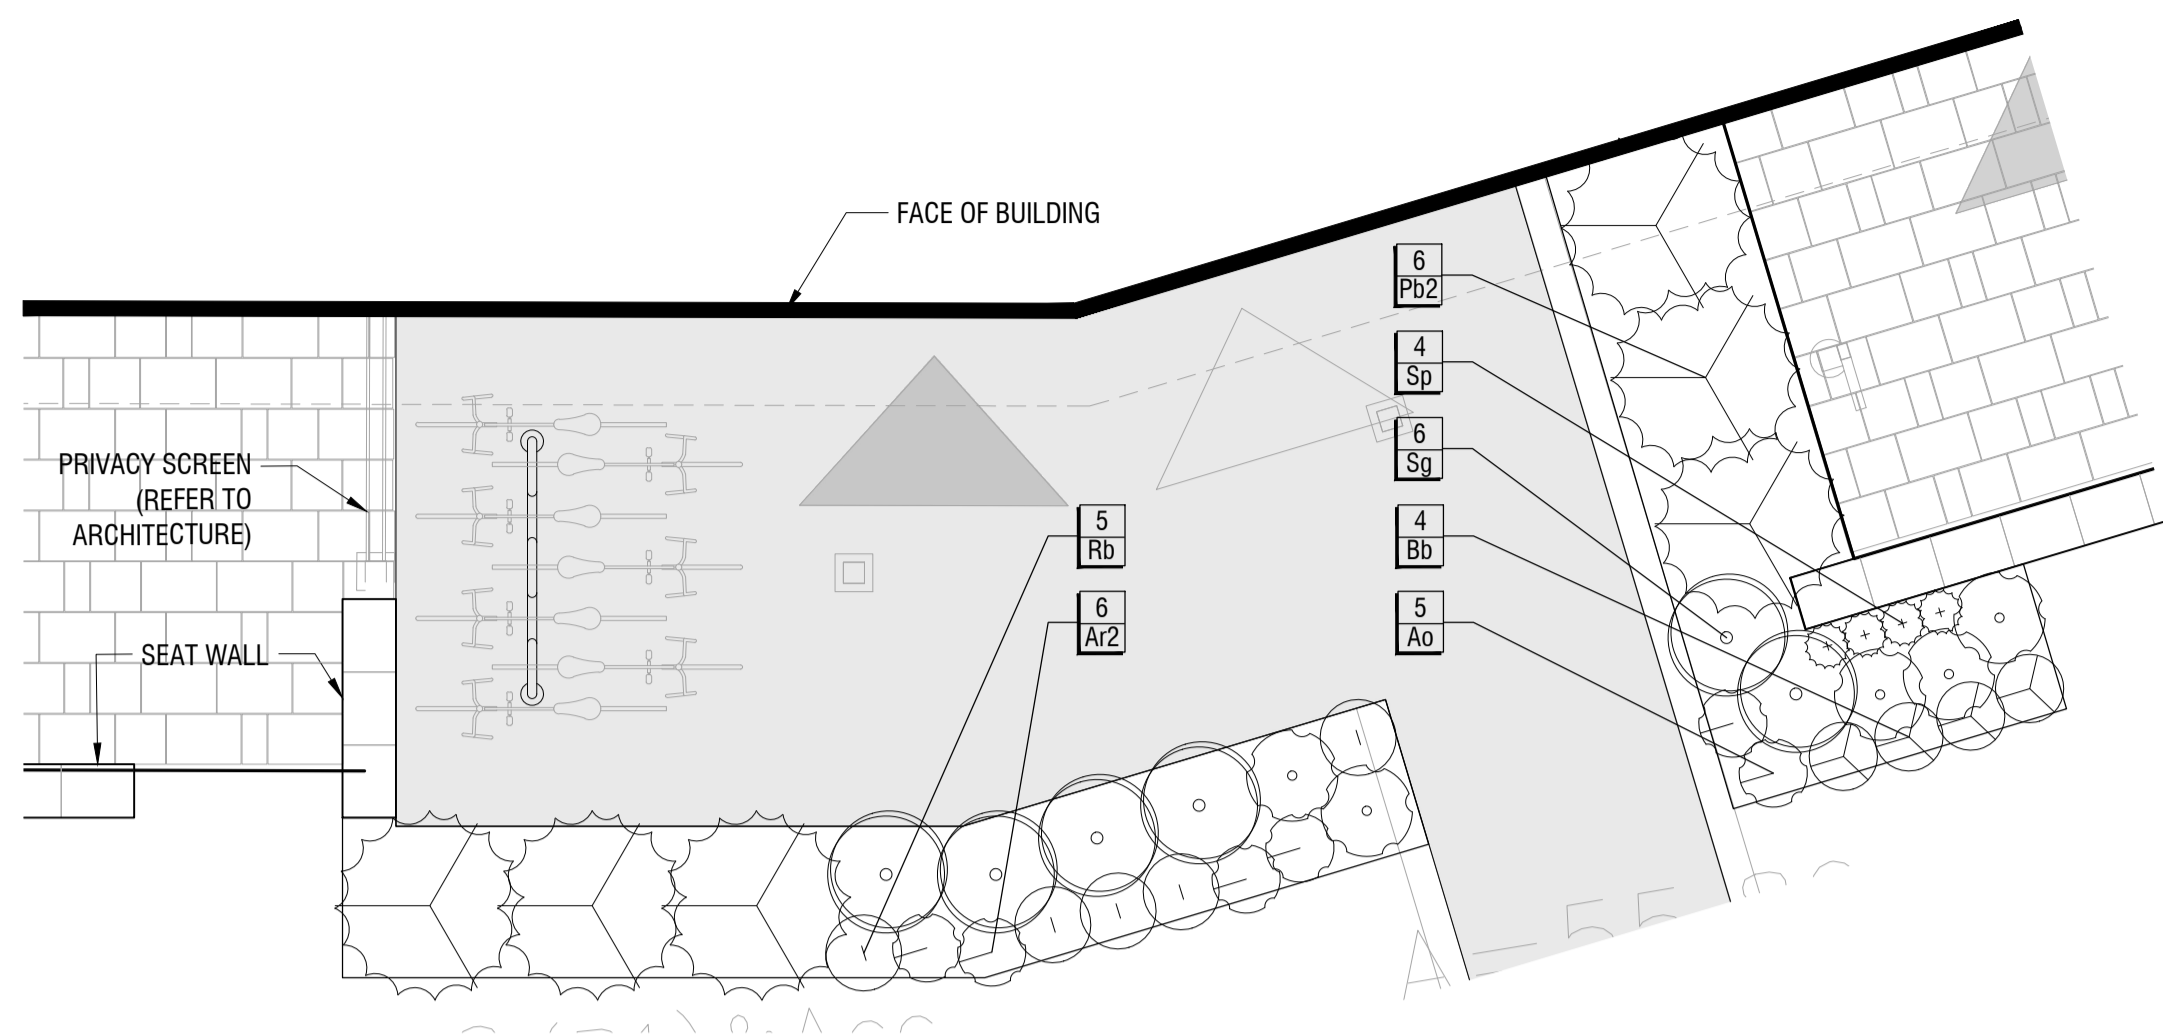 FACE OF BUILDING
6
Pb2
4
Sp
6
Sg
PRIVACY SCREEN
(REFER TO
ARCHITECTURE)
5
Rb
4
Bb
6
Ar2
5
Ao
SEAT WALL